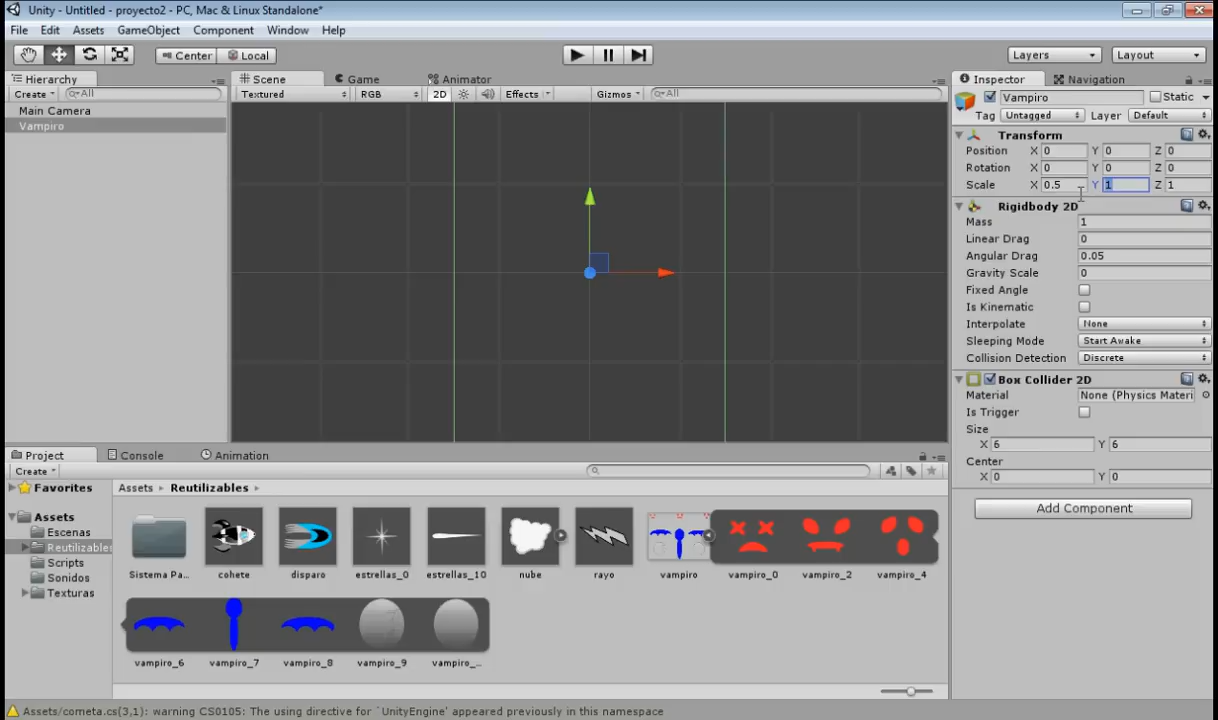 Unity - Untitled - proyecto2 - PC, Mac & Linux Standalone*
File Edit Assets GameObject Component Window Help
Center Local Layers Layout
Hierarchy Scene Game Animator Inspector Navigation
Create All Textured RGB 2D Effects Gizmos All Vampiro Static
Main Camera Tag Untagged Layer Default
Vampiro
Transform
Position X 0 Y 0 Z 0
Rotation X 0 Y 0 Z 0
Scale X 0.5 Y 1 Z 1
Rigidbody 2D
Mass 1
Linear Drag 0
Angular Drag 0.05
Gravity Scale 0
Fixed Angle
Is Kinematic
Interpolate None
Sleeping Mode Start Awake
Collision Detection Discrete
Box Collider 2D
Material None (Physics Materi
Is Trigger
Size
X 6 Y 6
Center
X 0 Y 0
Add Component
Project Console Animation
Create
Favorites Assets Reutilizables
Assets
Escenas
Reutilizables
Scripts
Sonidos
Texturas
Sistema Pa... cohete disparo estrellas_0 estrellas_10 nube rayo vampiro vampiro_0 vampiro_2 vampiro_4
vampiro_6 vampiro_7 vampiro_8 vampiro_9 vampiro_...
Assets/cometa.cs(3,1): warning CS0105: The using directive for `UnityEngine' appeared previously in this namespace